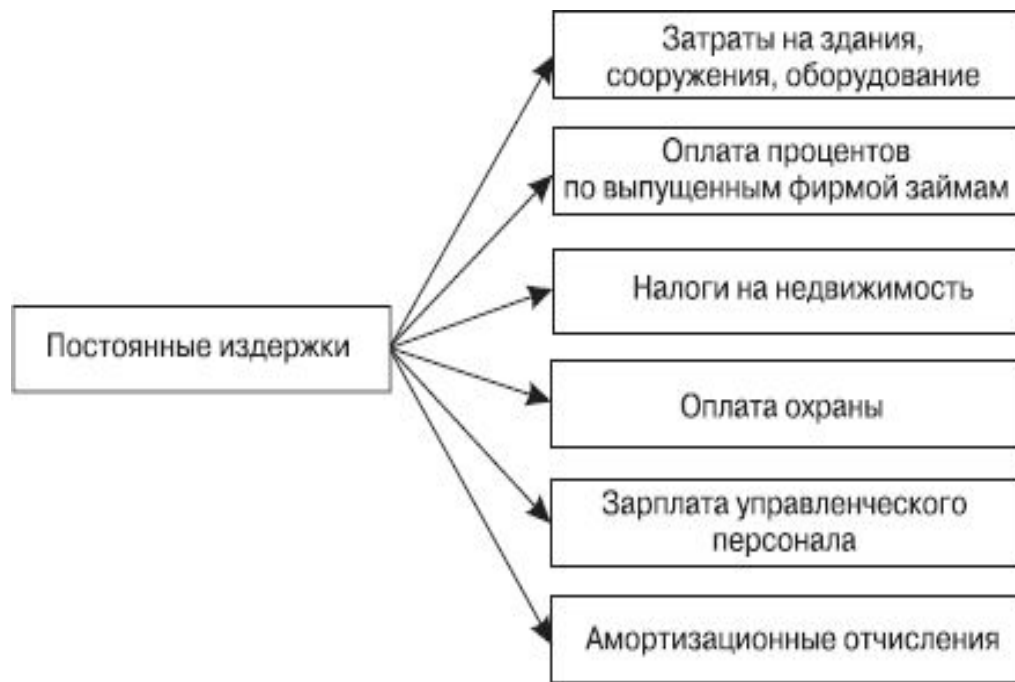 Затраты на здания,
сооружения, оборудование
Оплата процентов
по выпущенным фирмой займам
Налоги на недвижимость
Постоянные издержки
Оплата охраны
Зарплата управленческого
персонала
Амортизационные отчисления